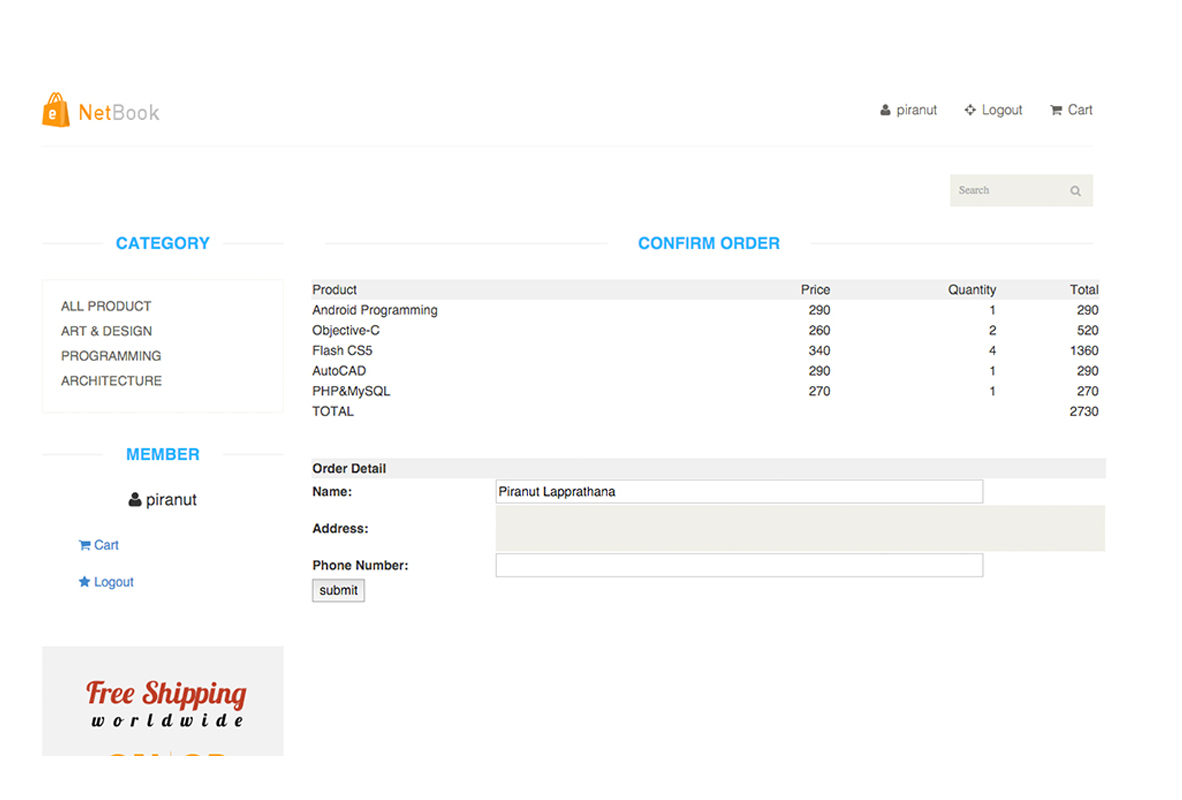 e NetBook
piranut Logout Cart
Search
CATEGORY
ALL PRODUCT
ART & DESIGN
PROGRAMMING
ARCHITECTURE
MEMBER
piranut
Cart
Logout
Free Shipping
worldwide
CONFIRM ORDER
Product Price Quantity Total
Android Programming 290 1 290
Objective-C 260 2 520
Flash CS5 340 4 1360
AutoCAD 290 1 290
PHP&MySQL 270 1 270
TOTAL 2730
Order Detail
Name: Piranut Lapprathana
Address:
Phone Number:
submit